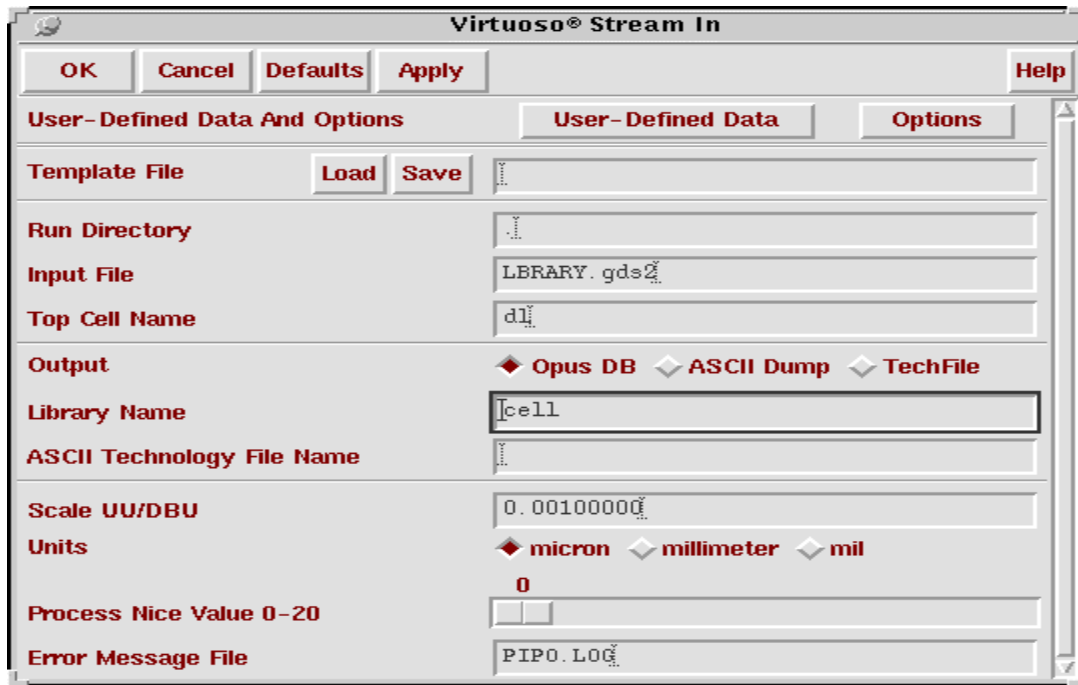 Virtuoso® Stream In
OK Cancel Defaults Apply Help
User-Defined Data And Options User-Defined Data Options
Template File Load Save
Run Directory .
Input File LBRARY.gds2
Top Cell Name dl
Output Opus DB ASCII Dump TechFile
Library Name cell
ASCII Technology File Name
Scale UU/DBU 0.00100000
Units micron millimeter mil
0
Process Nice Value 0-20
Error Message File PIPO.LOG